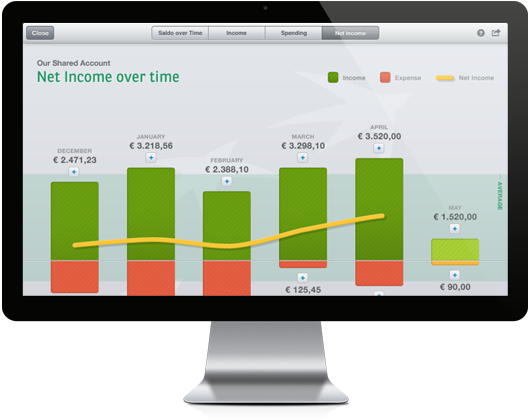 Close
Saldo over Time Income Spending Net income
Our Shared Account
Net Income over time
Income Expense Net income
DECEMBER
€ 2.471,23
JANUARY
€ 3.218,56
FEBRUARY
€ 2.388,10
MARCH
€ 3.298,10
APRIL
€ 3.520,00
MAY
€ 1.520,00
AVERAGE
€ 125,45
€ 90,00